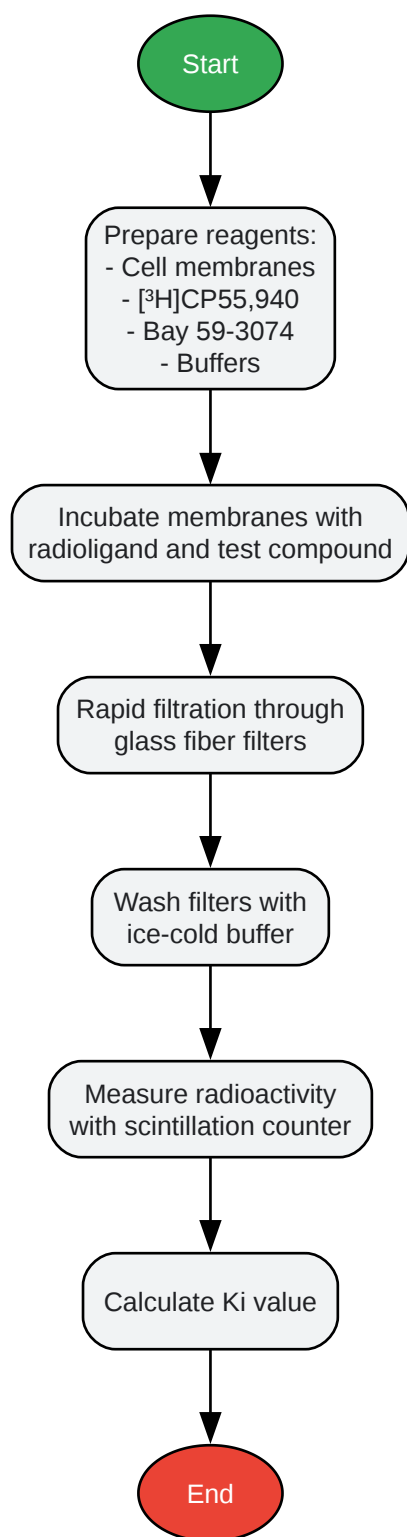 Start
Prepare reagents:
- Cell membranes
- [³H]CP55,940
- Bay 59-3074
- Buffers
Incubate membranes with
radioligand and test compound
Rapid filtration through
glass fiber filters
Wash filters with
ice-cold buffer
Measure radioactivity
with scintillation counter
Calculate Ki value
End